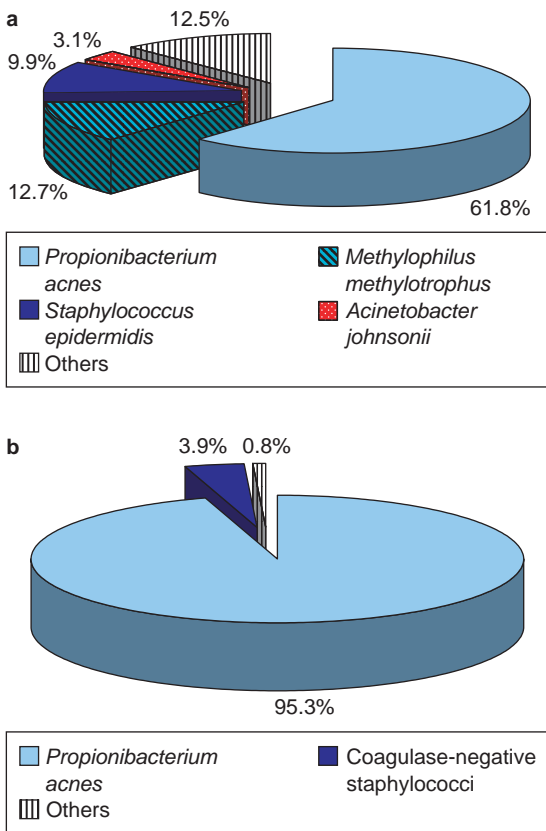 a
12.5%
3.1%
9.9%
12.7%
61.8%
Propionibacterium
acnes
Methylophilus
methylotrophus
Staphylococcus
epidermidis
Acinetobacter
johnsonii
Others
b
3.9% 0.8%
95.3%
Propionibacterium
acnes
Coagulase-negative
staphylococci
Others